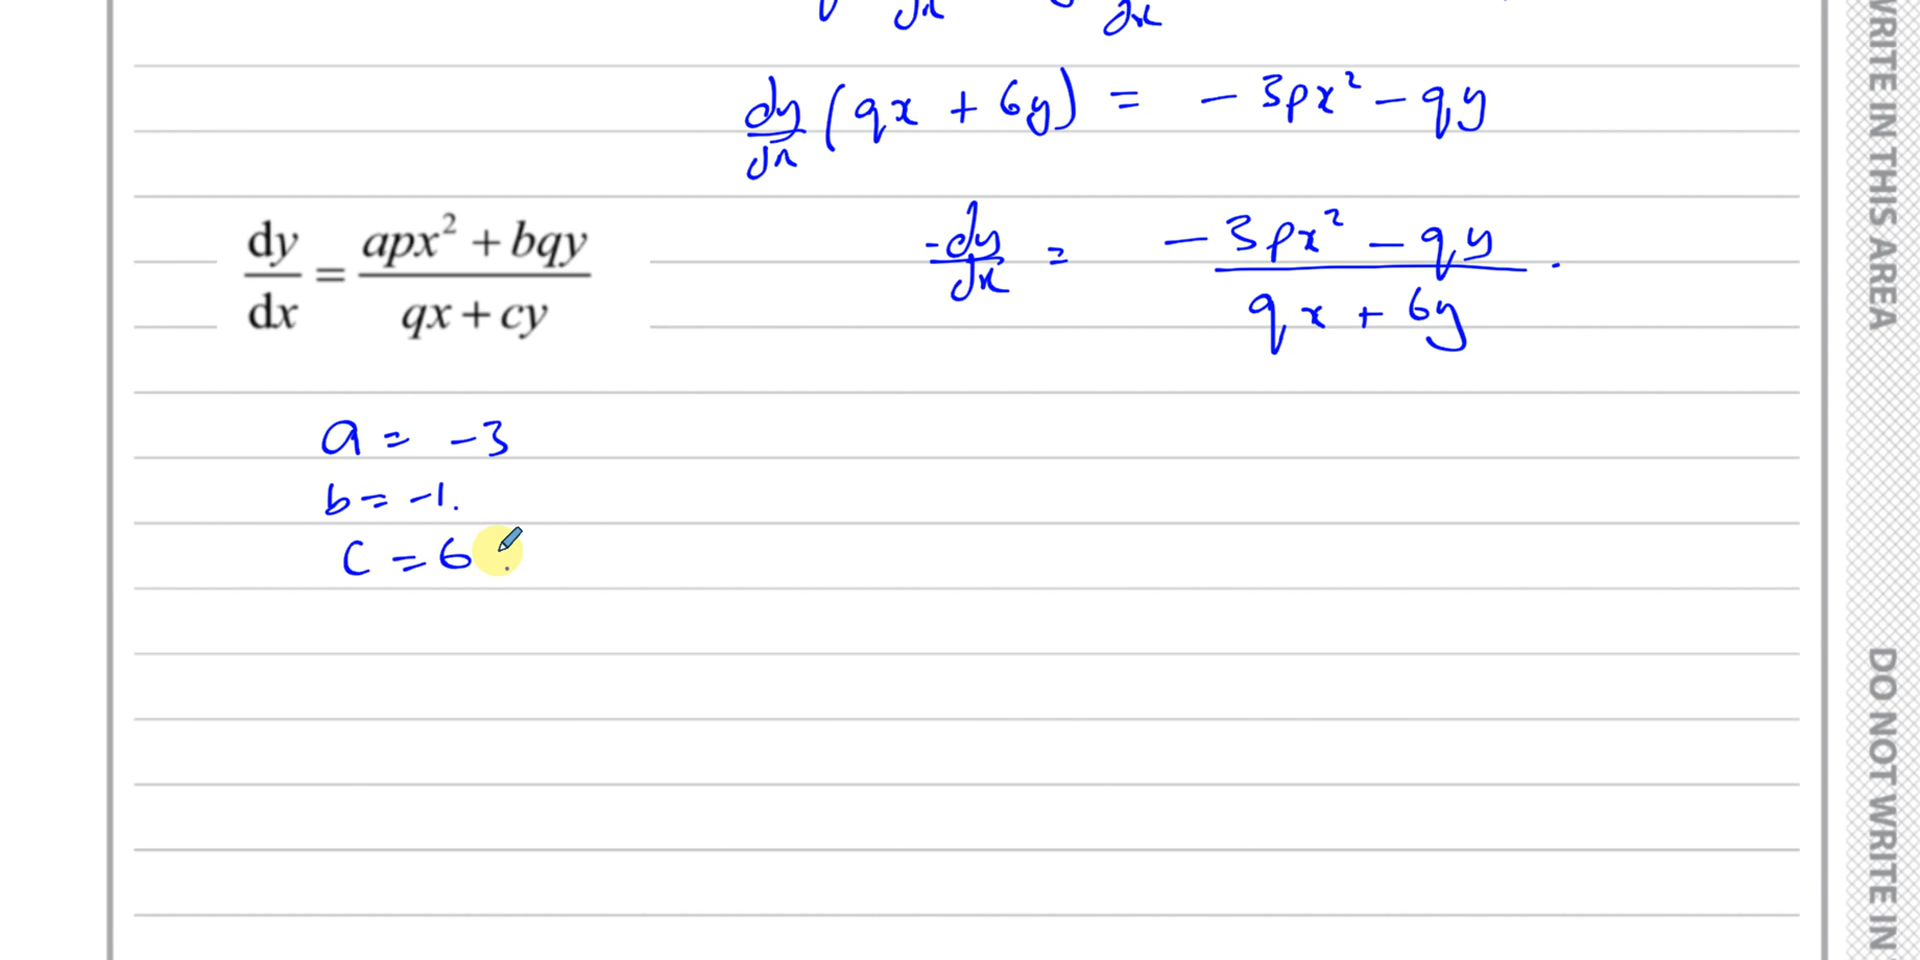 dy/dx (qx + 6y) = - 3px² - qy
dy/dx = (apx² + bqy)/(qx + cy)
-dy/dx = (- 3px² - qy)/(qx + 6y) .
a = -3
b = -1.
c = 6 .
WRITE IN THIS AREA
DO NOT WRITE IN